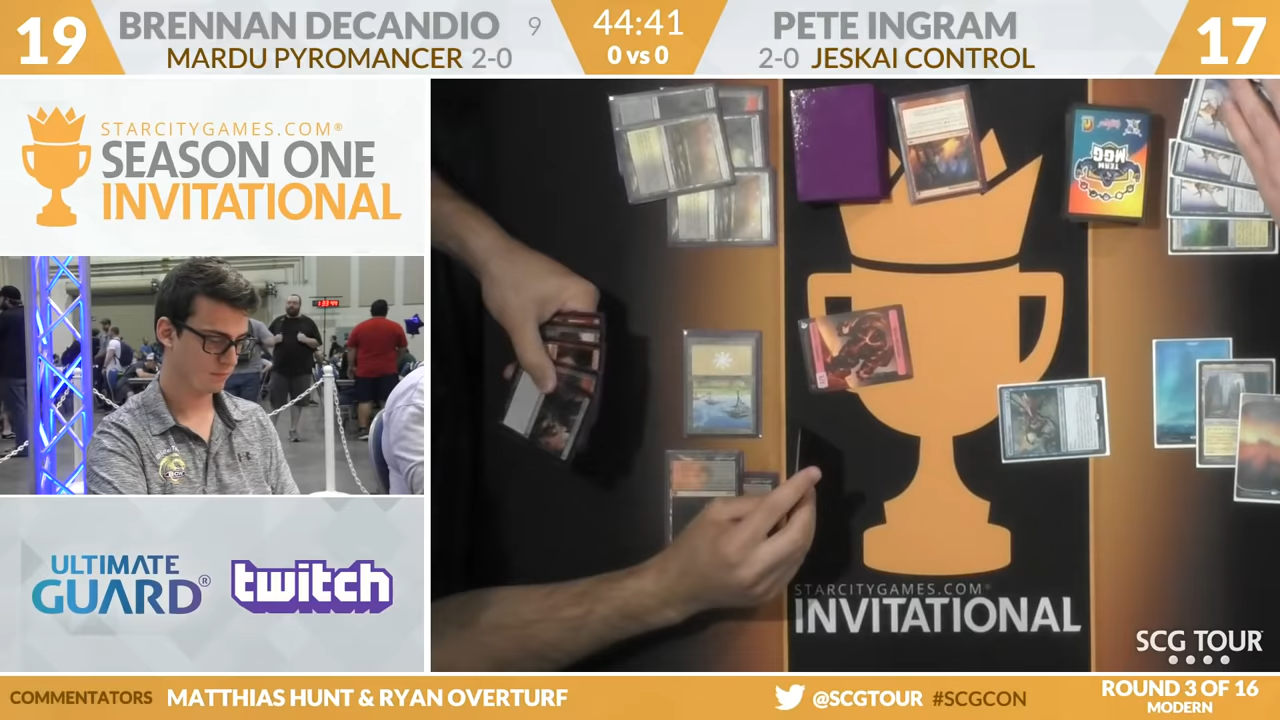 19
BRENNAN DECANDIO 9
MARDU PYROMANCER 2-0
44:41
0 vs 0
PETE INGRAM
2-0 JESKAI CONTROL
17
STARCITYGAMES.COM®
SEASON ONE
INVITATIONAL
TEAM
MGG
STARCITYGAMES.COM®
INVITATIONAL
SCG TOUR
ULTIMATE
GUARD®
twitch
COMMENTATORS MATTHIAS HUNT & RYAN OVERTURF
@SCGTOUR #SCGCON
ROUND 3 OF 16
MODERN